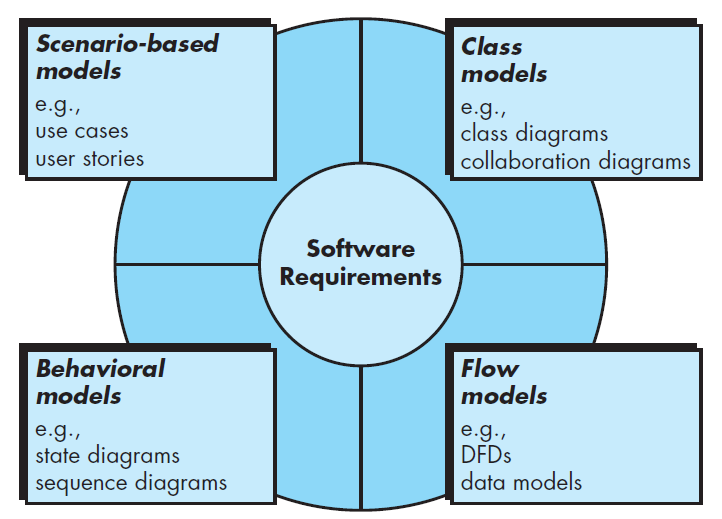 Scenario-based
models
e.g.,
use cases
user stories
Class
models
e.g.,
class diagrams
collaboration diagrams
Software
Requirements
Behavioral
models
e.g.,
state diagrams
sequence diagrams
Flow
models
e.g.,
DFDs
data models